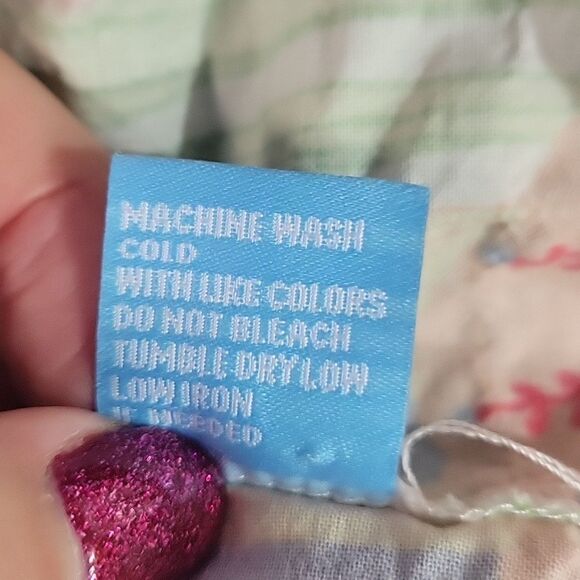 MACHINE WASH
COLD
WITH LIKE COLORS
DO NOT BLEACH
TUMBLE DRY LOW
LOW IRON
IF NEEDED